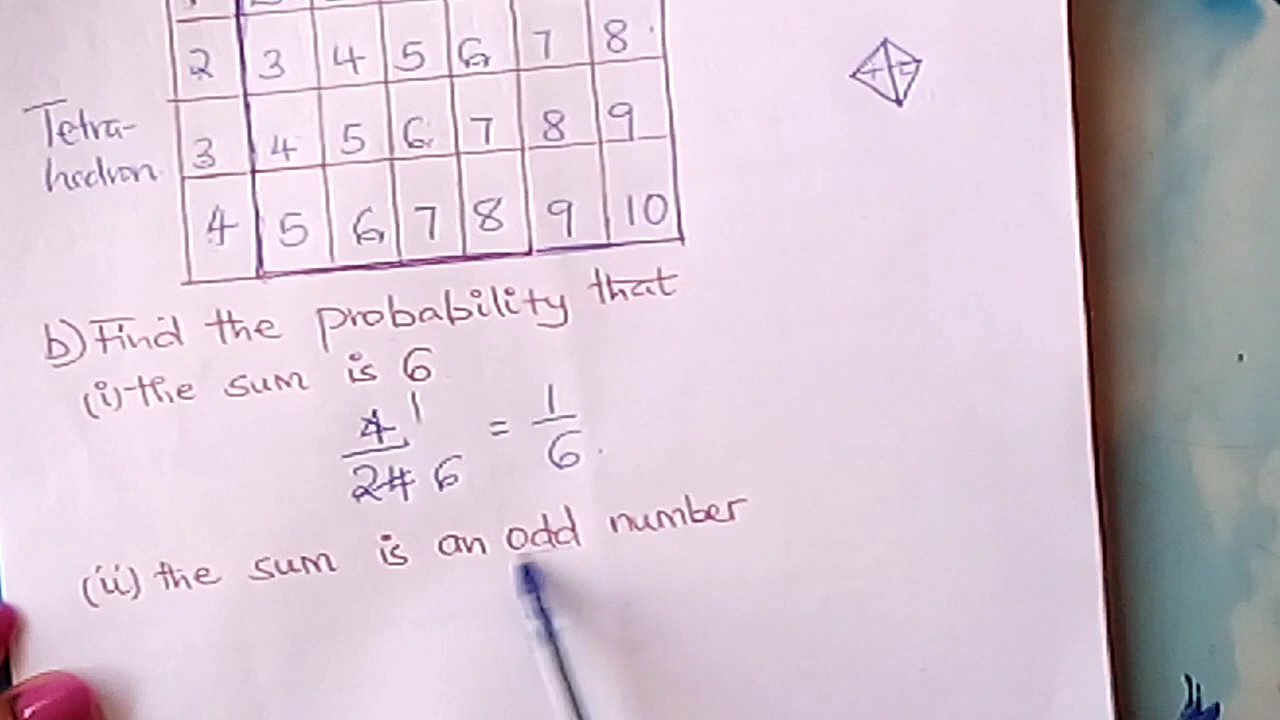 2 3 4 5 6 7 8
Tetra-
hedron
3 4 5 6 7 8 9
4 5 6 7 8 9 10
b) Find the probability that
(i) the sum is 6
4 1
24 6
= 1
6
(ii) the sum is an odd number